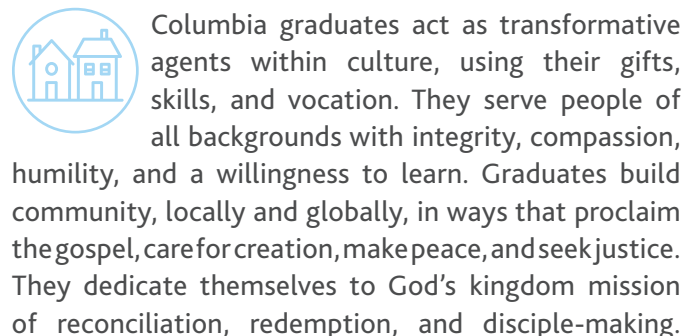 Columbia graduates act as transformative
agents within culture, using their gifts,
skills, and vocation. They serve people of
all backgrounds with integrity, compassion,
humility, and a willingness to learn. Graduates build
community, locally and globally, in ways that proclaim
the gospel, care for creation, make peace, and seek justice.
They dedicate themselves to God’s kingdom mission
of reconciliation, redemption, and disciple-making.